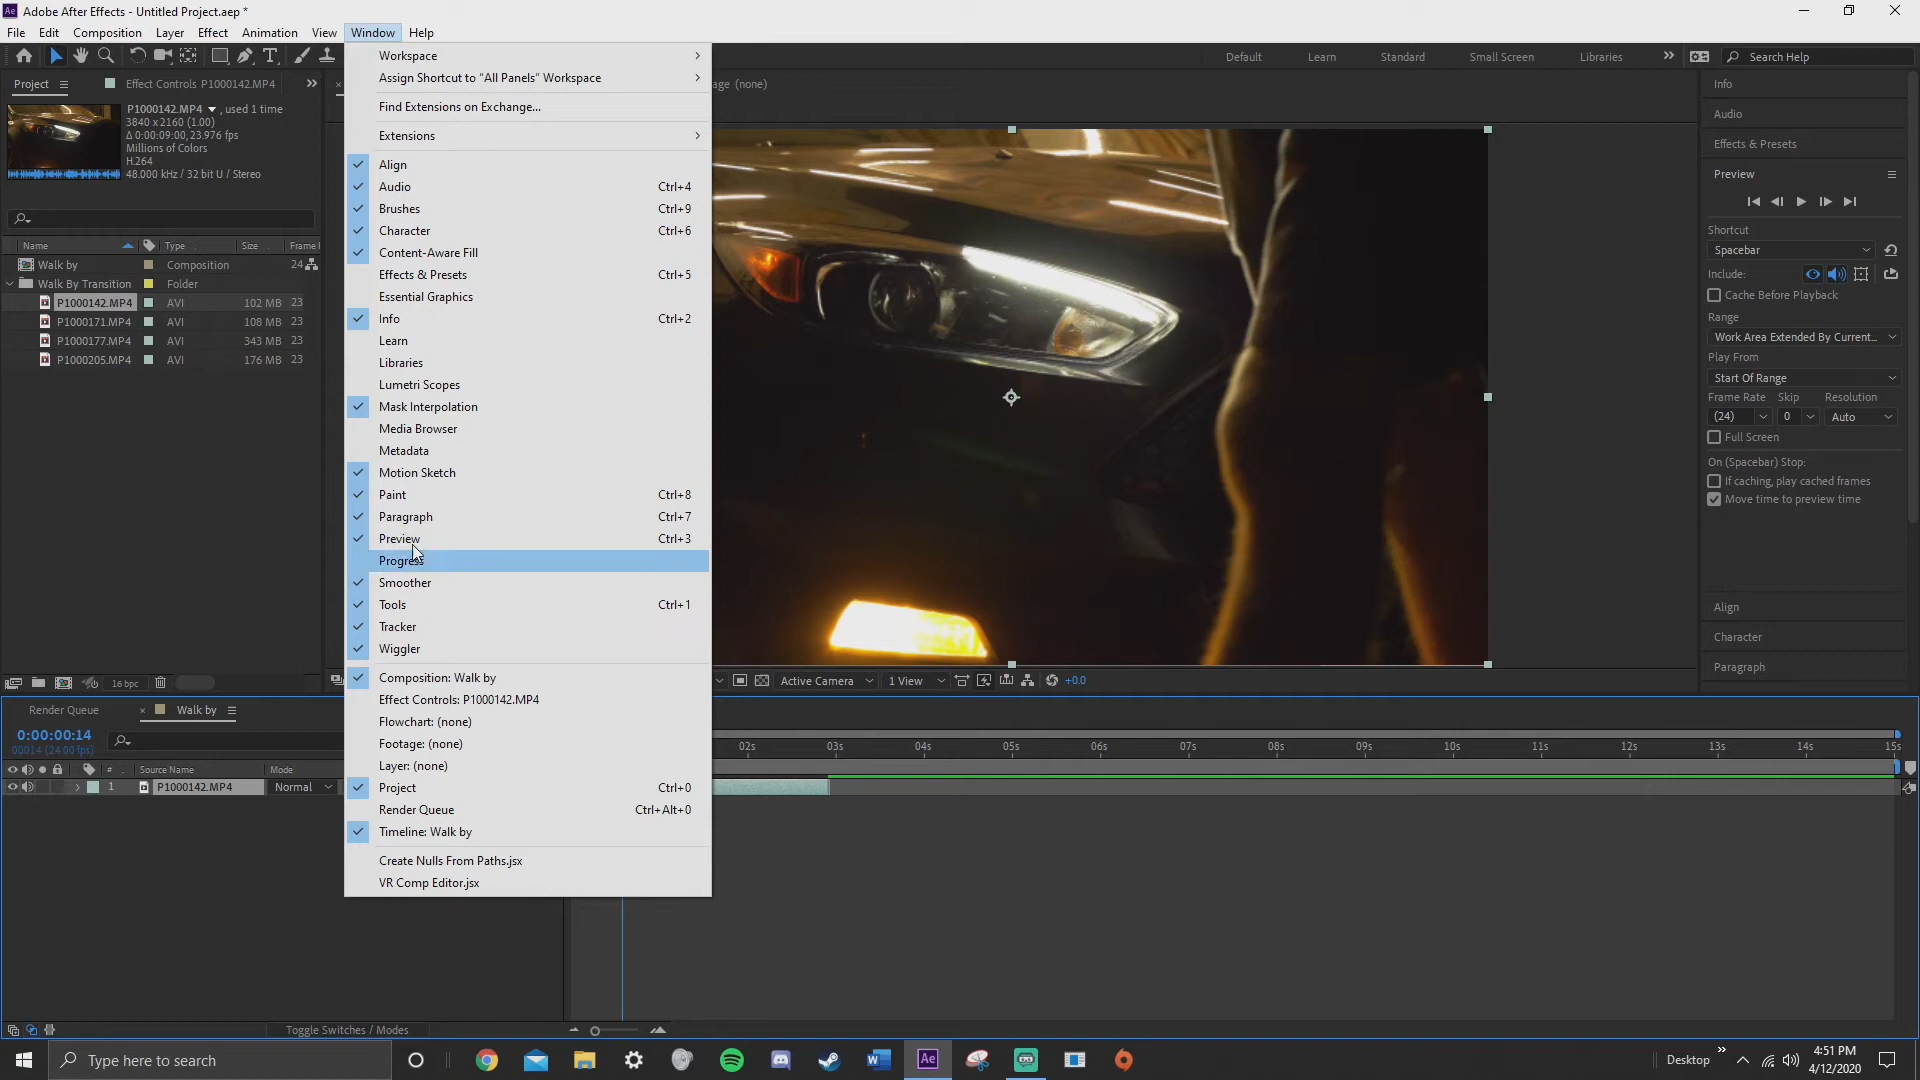 Adobe After Effects - Untitled Project.aep *
File Edit Composition Layer Effect Animation View Window Help
Default Learn Standard Small Screen Libraries Search Help
Project Effect Controls P1000142.MP4
P1000142.MP4 , used 1 time
3840 x 2160 (1.00)
Δ 0:00:09:00, 23.976 fps
Millions of Colors
H.264
48.000 kHz / 32 bit U / Stereo
Name Type Size Frame
Walk by Composition 24
Walk By Transition Folder
P1000142.MP4 AVI 102 MB 23
P1000171.MP4 AVI 108 MB 23
P1000177.MP4 AVI 343 MB 23
P1000205.MP4 AVI 176 MB 23
16 bpc
Workspace
Assign Shortcut to "All Panels" Workspace
Find Extensions on Exchange...
Extensions
Align
Audio Ctrl+4
Brushes Ctrl+9
Character Ctrl+6
Content-Aware Fill
Effects & Presets Ctrl+5
Essential Graphics
Info Ctrl+2
Learn
Libraries
Lumetri Scopes
Mask Interpolation
Media Browser
Metadata
Motion Sketch
Paint Ctrl+8
Paragraph Ctrl+7
Preview Ctrl+3
Progress
Smoother
Tools Ctrl+1
Tracker
Wiggler
Composition: Walk by
Effect Controls: P1000142.MP4
Flowchart: (none)
Footage: (none)
Layer: (none)
Project Ctrl+0
Render Queue Ctrl+Alt+0
Timeline: Walk by
Create Nulls From Paths.jsx
VR Comp Editor.jsx
age (none)
Active Camera 1 View +0.0
Info
Audio
Effects & Presets
Preview
Shortcut
Spacebar
Include:
Cache Before Playback
Range
Work Area Extended By Current...
Play From
Start Of Range
Frame Rate Skip Resolution
(24) 0 Auto
Full Screen
On (Spacebar) Stop:
If caching, play cached frames
Move time to preview time
Align
Character
Paragraph
Render Queue Walk by
0:00:00:14
00014 (24.00 fps)
# Source Name Mode
1 P1000142.MP4 Normal
02s 03s 04s 05s 06s 07s 08s 09s 10s 11s 12s 13s 14s 15s
Toggle Switches / Modes
Type here to search
Ae
Desktop
4:51 PM
4/12/2020